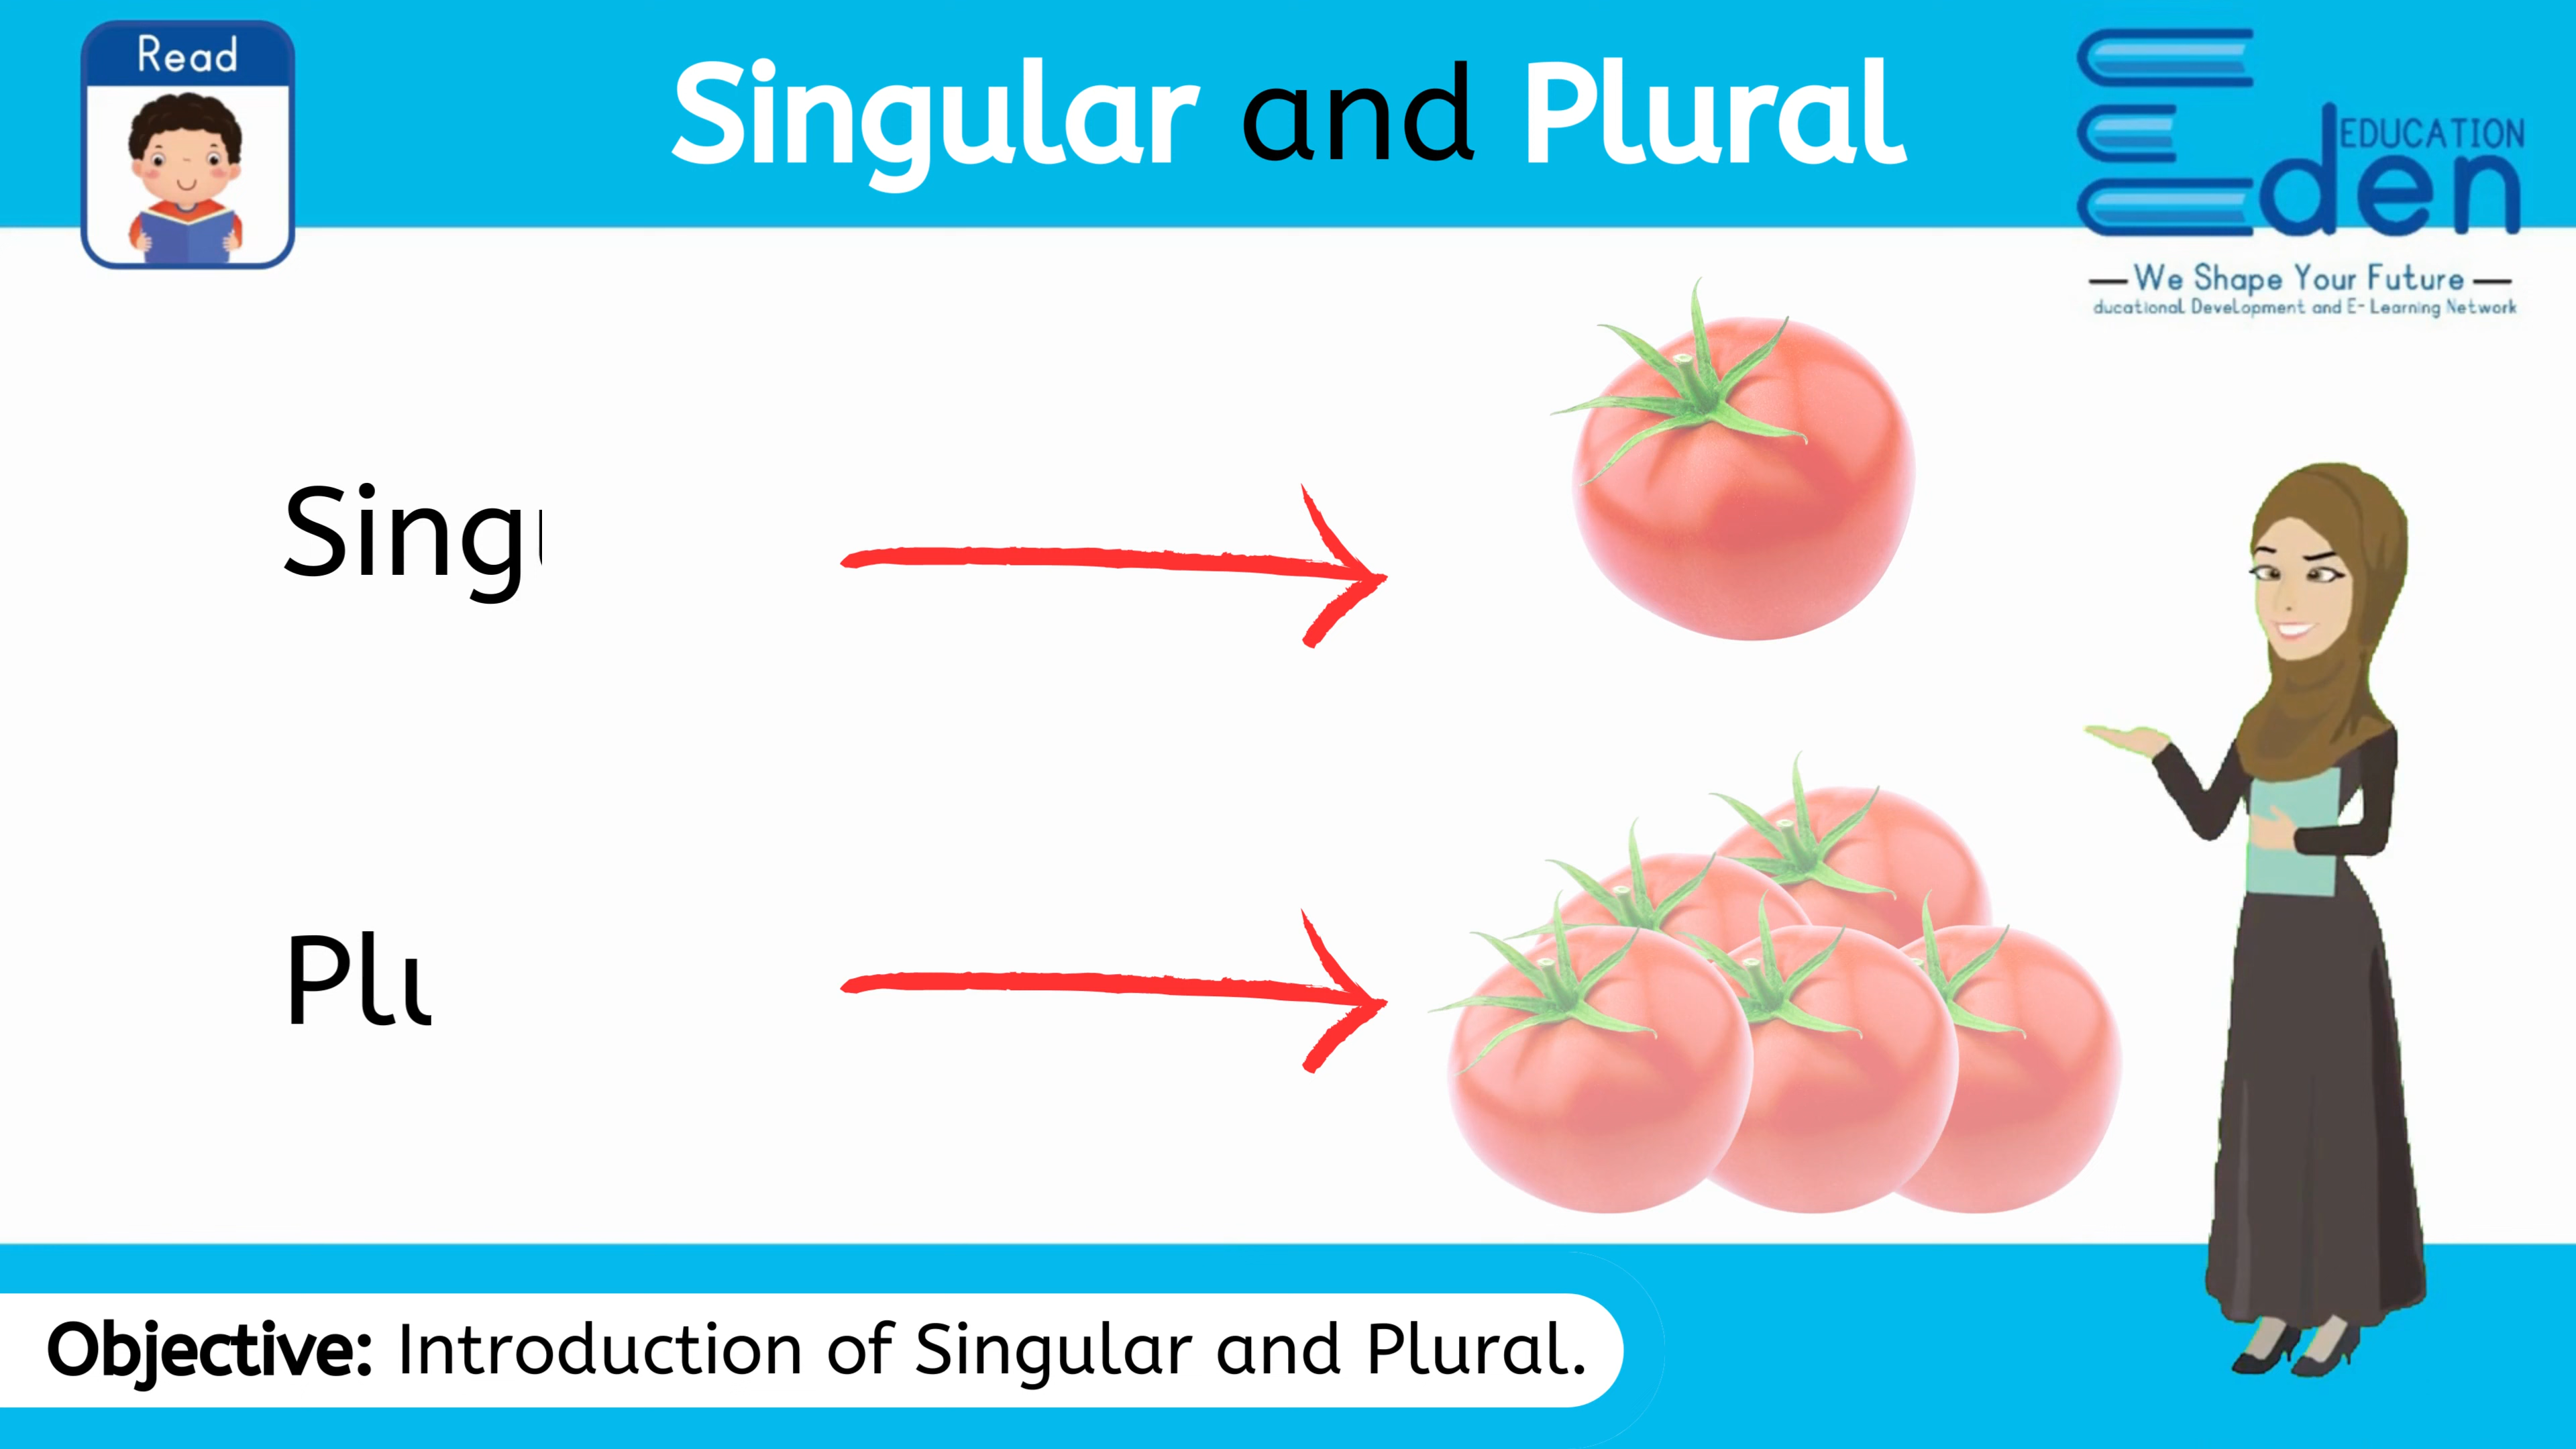 Read
Singular and Plural
EDUCATION
Eden
We Shape Your Future
ducational Development and E- Learning Network
Sing
Pl
Objective: Introduction of Singular and Plural.